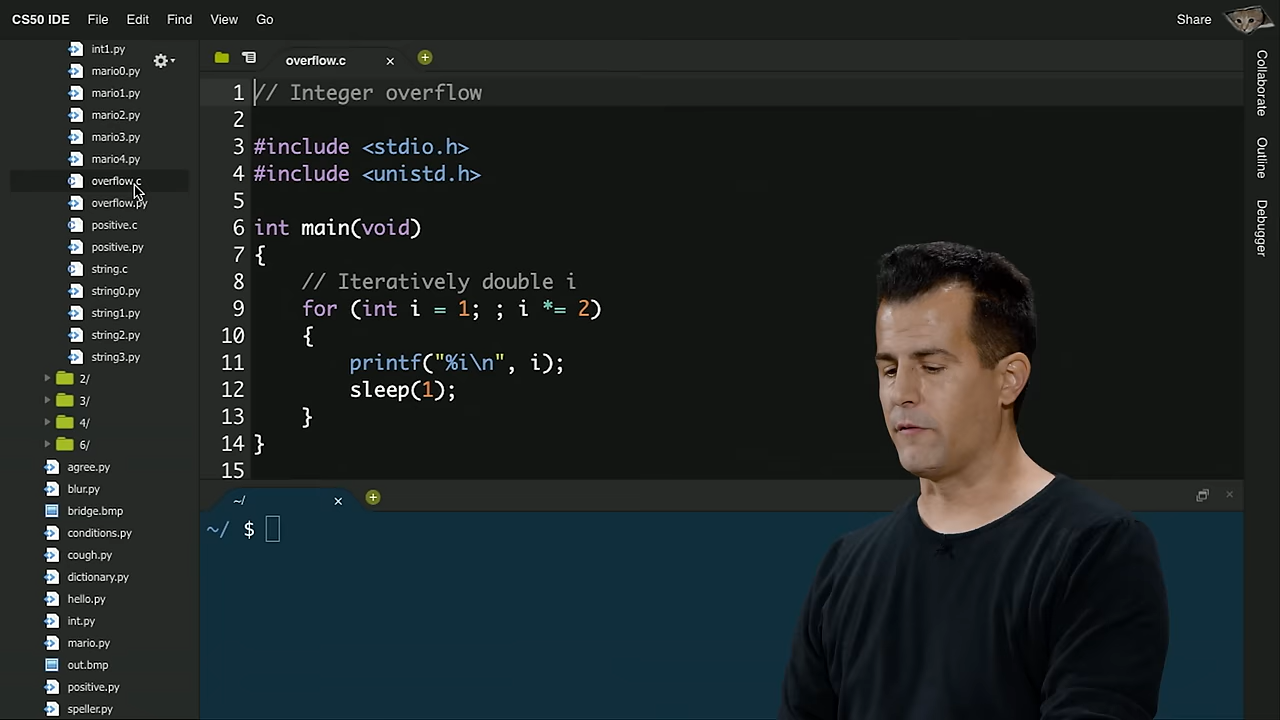 CS50 IDE File Edit Find View Go Share
int1.py
mario0.py
mario1.py
mario2.py
mario3.py
mario4.py
overflow.c
overflow.py
positive.c
positive.py
string.c
string0.py
string1.py
string2.py
string3.py
2/
3/
4/
6/
agree.py
blur.py
bridge.bmp
conditions.py
cough.py
dictionary.py
hello.py
int.py
mario.py
out.bmp
positive.py
speller.py
overflow.c ×
1 // Integer overflow
2
3 #include <stdio.h>
4 #include <unistd.h>
5
6 int main(void)
7 {
8 // Iteratively double i
9 for (int i = 1; ; i *= 2)
10 {
11 printf("%i\n", i);
12 sleep(1);
13 }
14 }
15
~/ ×
~/ $
Collaborate
Outline
Debugger